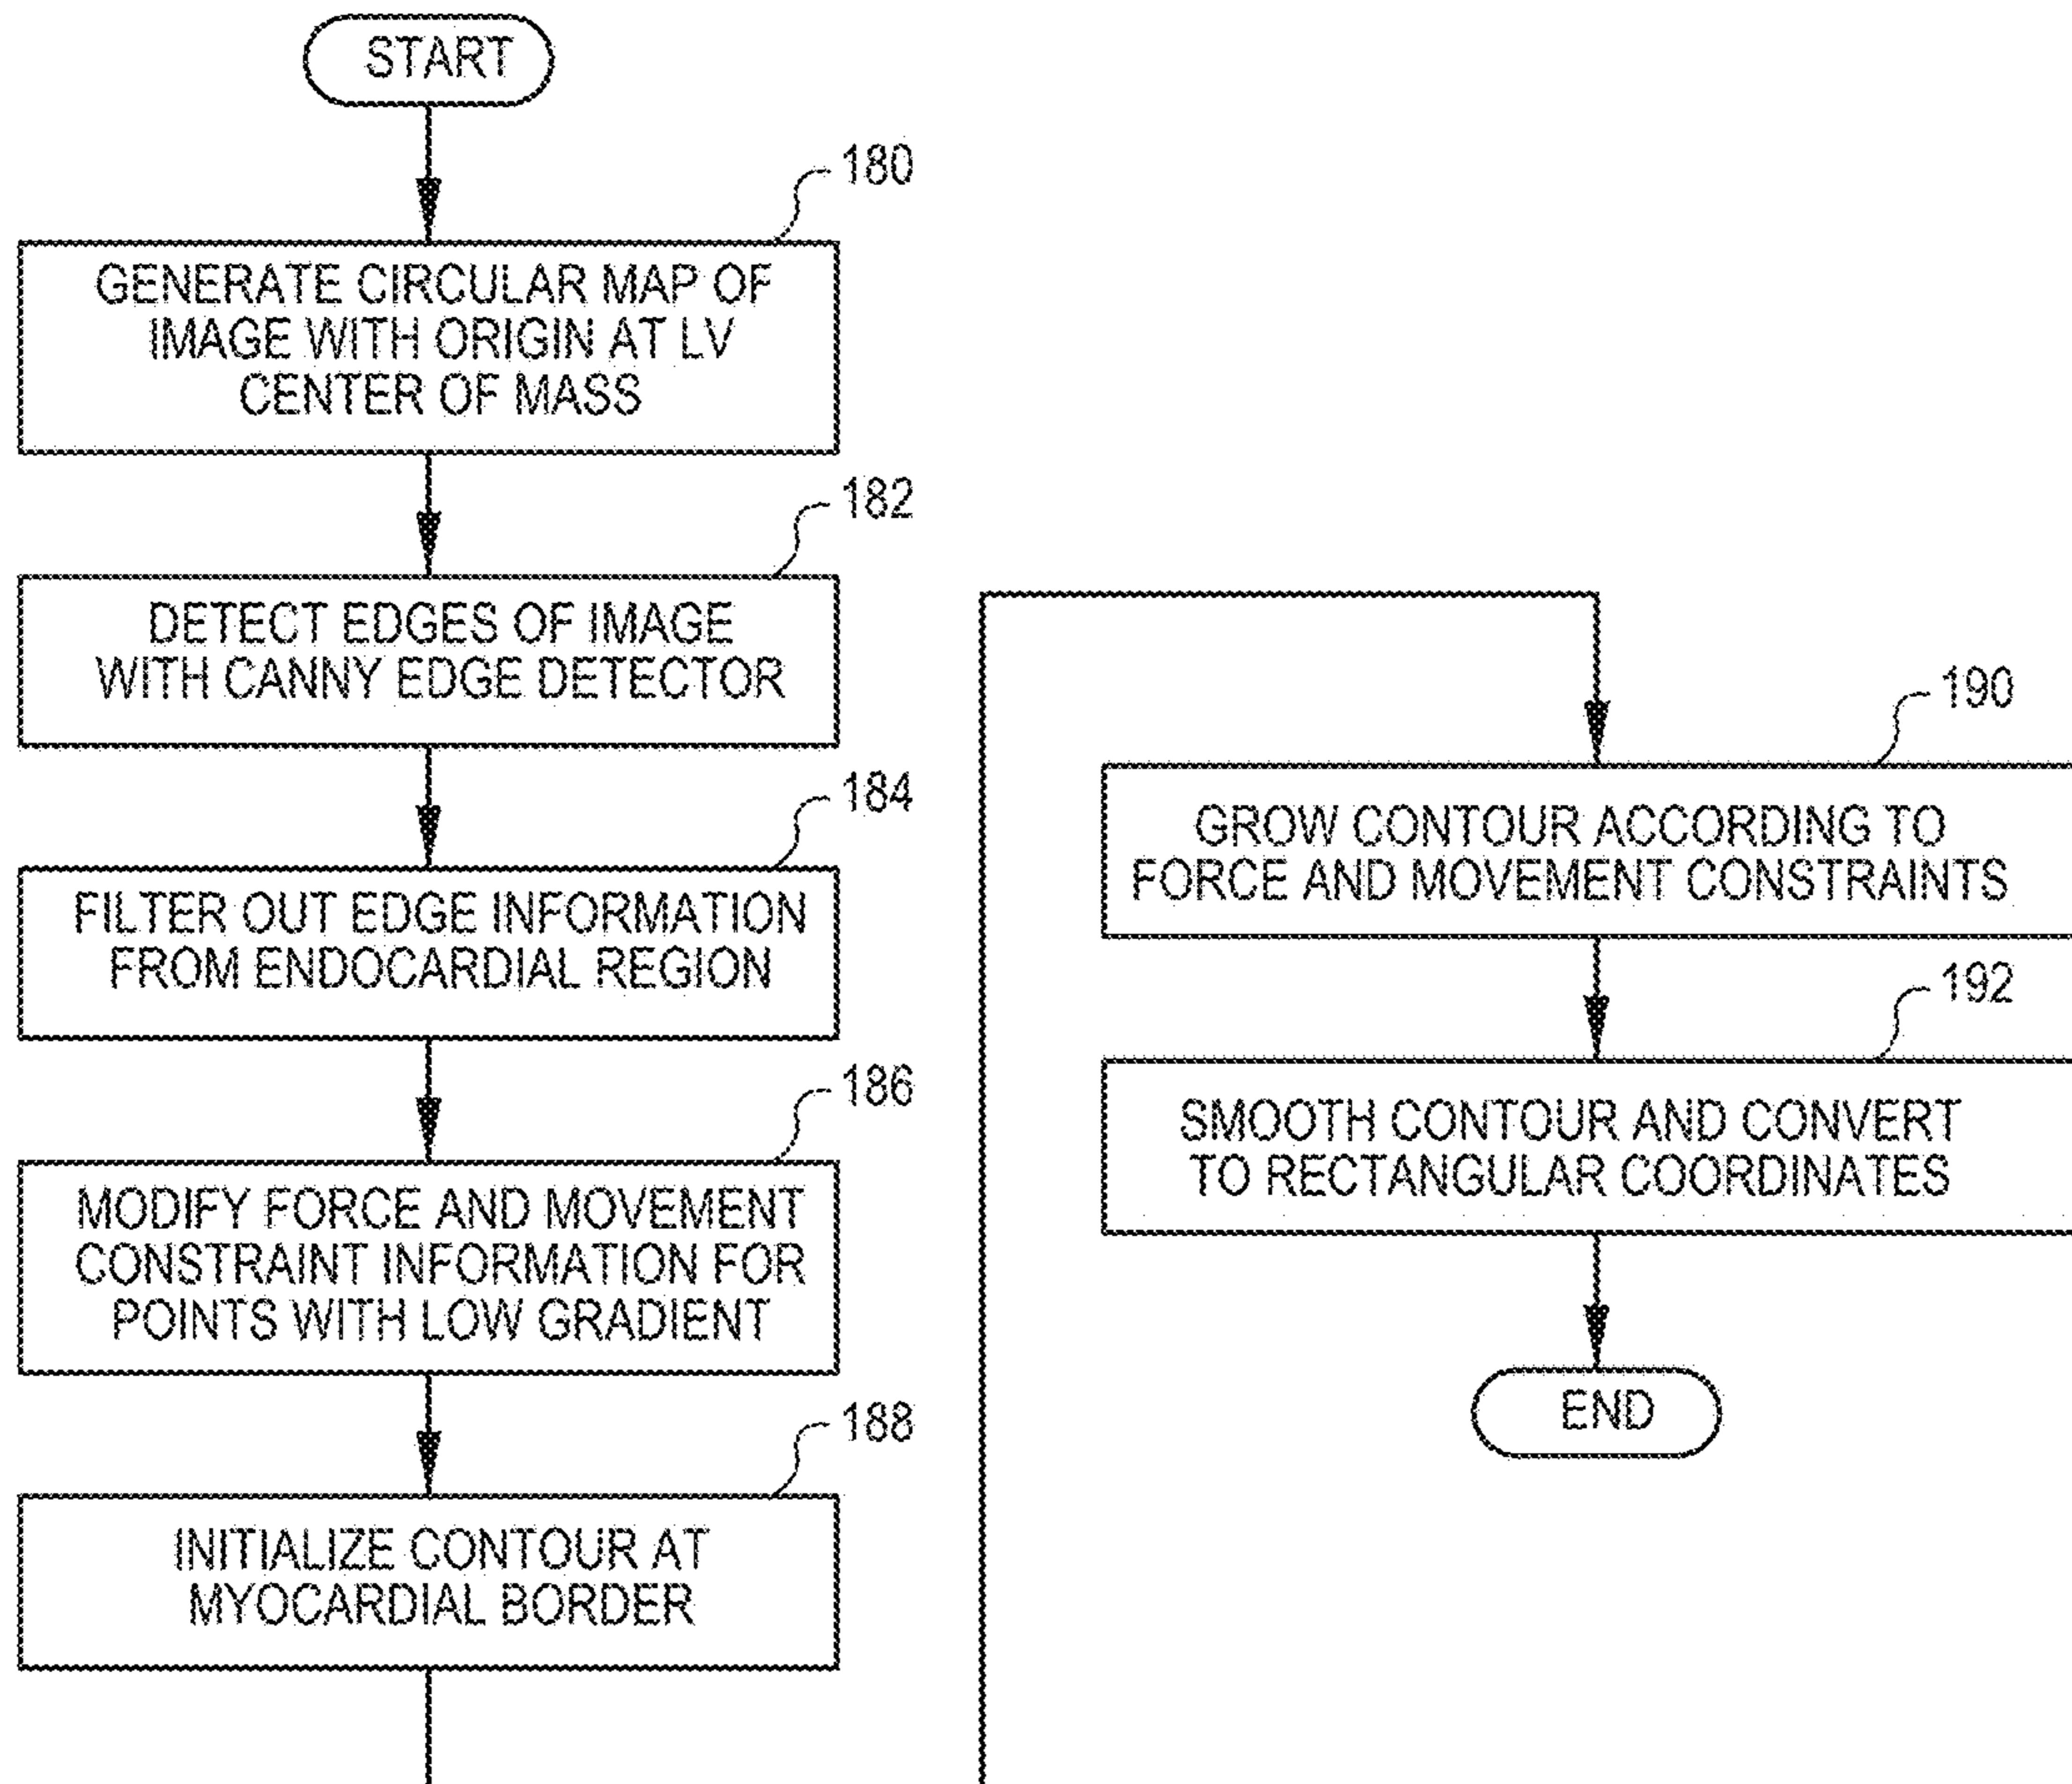 START
180
GENERATE CIRCULAR MAP OF
IMAGE WITH ORIGIN AT LV
CENTER OF MASS
182
DETECT EDGES OF IMAGE
WITH CANNY EDGE DETECTOR
184
FILTER OUT EDGE INFORMATION
FROM ENDOCARDIAL REGION
186
MODIFY FORCE AND MOVEMENT
CONSTRAINT INFORMATION FOR
POINTS WITH LOW GRADIENT
188
INITIALIZE CONTOUR AT
MYOCARDIAL BORDER
190
GROW CONTOUR ACCORDING TO
FORCE AND MOVEMENT CONSTRAINTS
192
SMOOTH CONTOUR AND CONVERT
TO RECTANGULAR COORDINATES
END